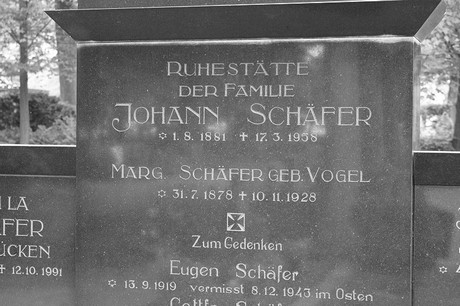 RUHESTÄTTE
DER FAMILIE
JOHANN SCHÄFER
✡ 1. 8. 1881 ✝ 17. 3. 1958
MARG. SCHÄFER GEB. VOGEL
✡ 31. 7. 1878 ✝ 10. 11. 1928
Zum Gedenken
Eugen Schäfer
✡ 13. 9. 1919 vermisst 8. 12. 1943 im Osten
LA
✝ 12. 10. 1991